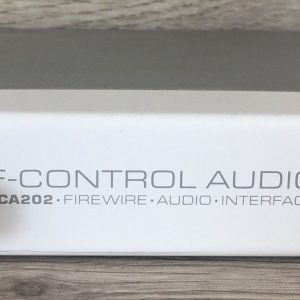 F-CONTROL AUDIO
CA202 · FIREWIRE · AUDIO · INTERFAC